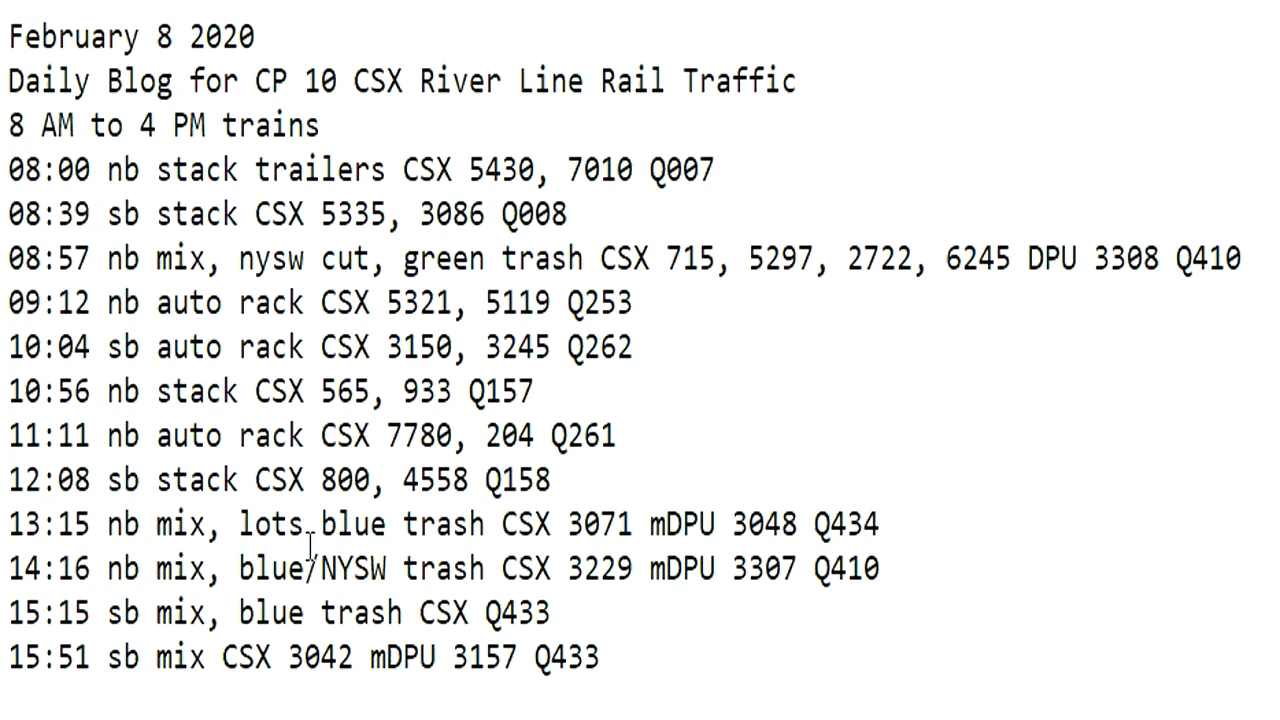 February 8 2020
Daily Blog for CP 10 CSX River Line Rail Traffic
8 AM to 4 PM trains
08:00 nb stack trailers CSX 5430, 7010 Q007
08:39 sb stack CSX 5335, 3086 Q008
08:57 nb mix, nysw cut, green trash CSX 715, 5297, 2722, 6245 DPU 3308 Q410
09:12 nb auto rack CSX 5321, 5119 Q253
10:04 sb auto rack CSX 3150, 3245 Q262
10:56 nb stack CSX 565, 933 Q157
11:11 nb auto rack CSX 7780, 204 Q261
12:08 sb stack CSX 800, 4558 Q158
13:15 nb mix, lots blue trash CSX 3071 mDPU 3048 Q434
14:16 nb mix, blue/NYSW trash CSX 3229 mDPU 3307 Q410
15:15 sb mix, blue trash CSX Q433
15:51 sb mix CSX 3042 mDPU 3157 Q433